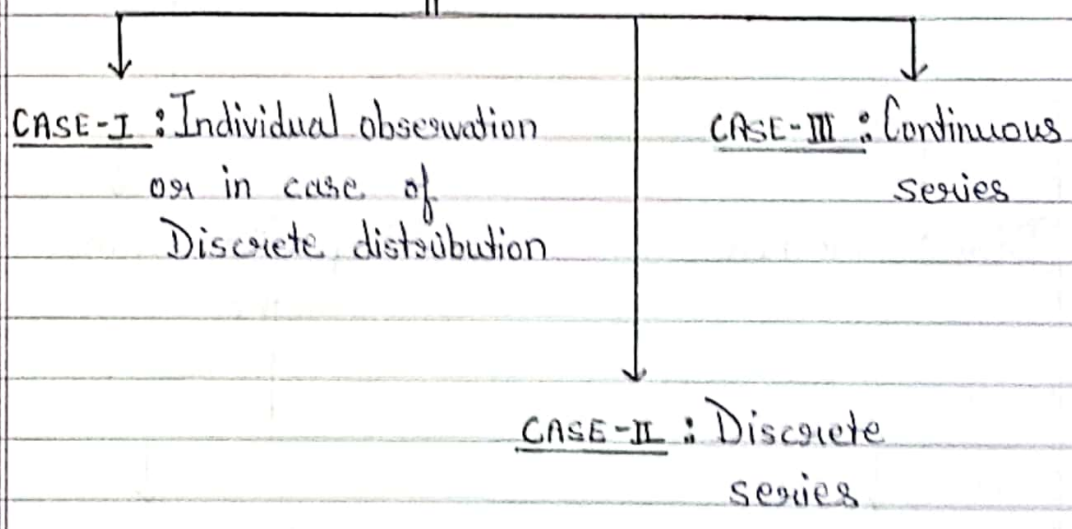 CASE-I : Individual observation
or in case of
Discrete distribution
CASE-III : Continuous
series
CASE-II : Discrete
series